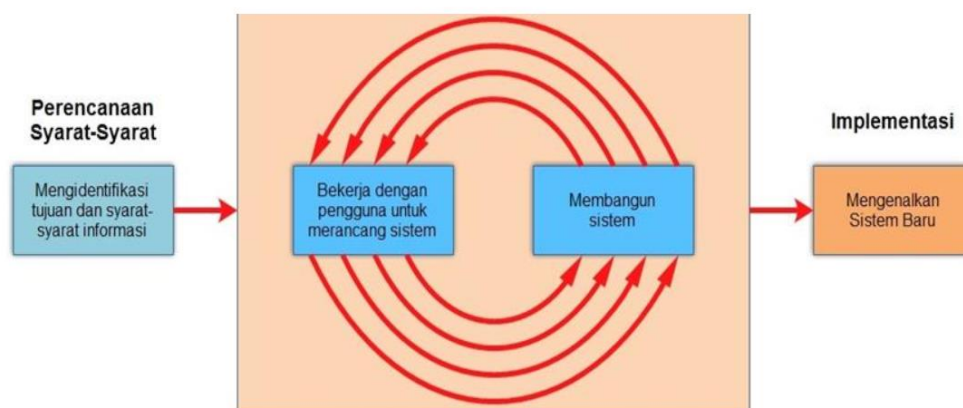 Perencanaan
Syarat-Syarat
Mengidentifikasi
tujuan dan syarat-
syarat informasi
Bekerja dengan
pengguna untuk
merancang sistem
Membangun
sistem
Implementasi
Mengenalkan
Sistem Baru